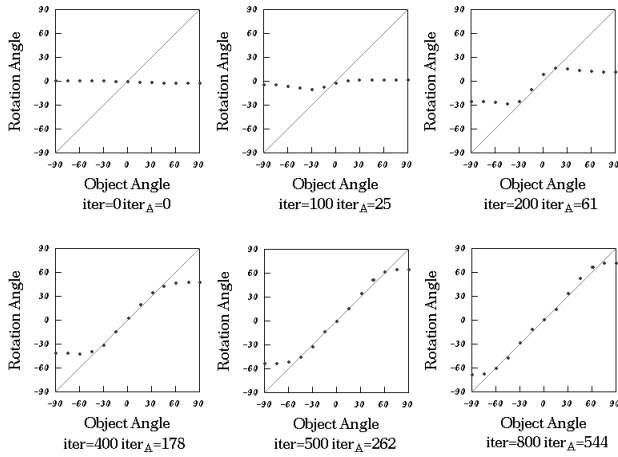 90
60
30
0
-30
-60
-90
Rotation Angle
-90 -60 -30 0 30 60 90
Object Angle
iter=0 iter_A=0
90
60
30
0
-30
-60
-90
Rotation Angle
-90 -60 -30 0 30 60 90
Object Angle
iter=100 iter_A=25
90
60
30
0
-30
-60
-90
Rotation Angle
-90 -60 -30 0 30 60 90
Object Angle
iter=200 iter_A=61
90
60
30
0
-30
-60
-90
Rotation Angle
-90 -60 -30 0 30 60 90
Object Angle
iter=400 iter_A=178
90
60
30
0
-30
-60
-90
Rotation Angle
-90 -60 -30 0 30 60 90
Object Angle
iter=500 iter_A=262
90
60
30
0
-30
-60
-90
Rotation Angle
-90 -60 -30 0 30 60 90
Object Angle
iter=800 iter_A=544